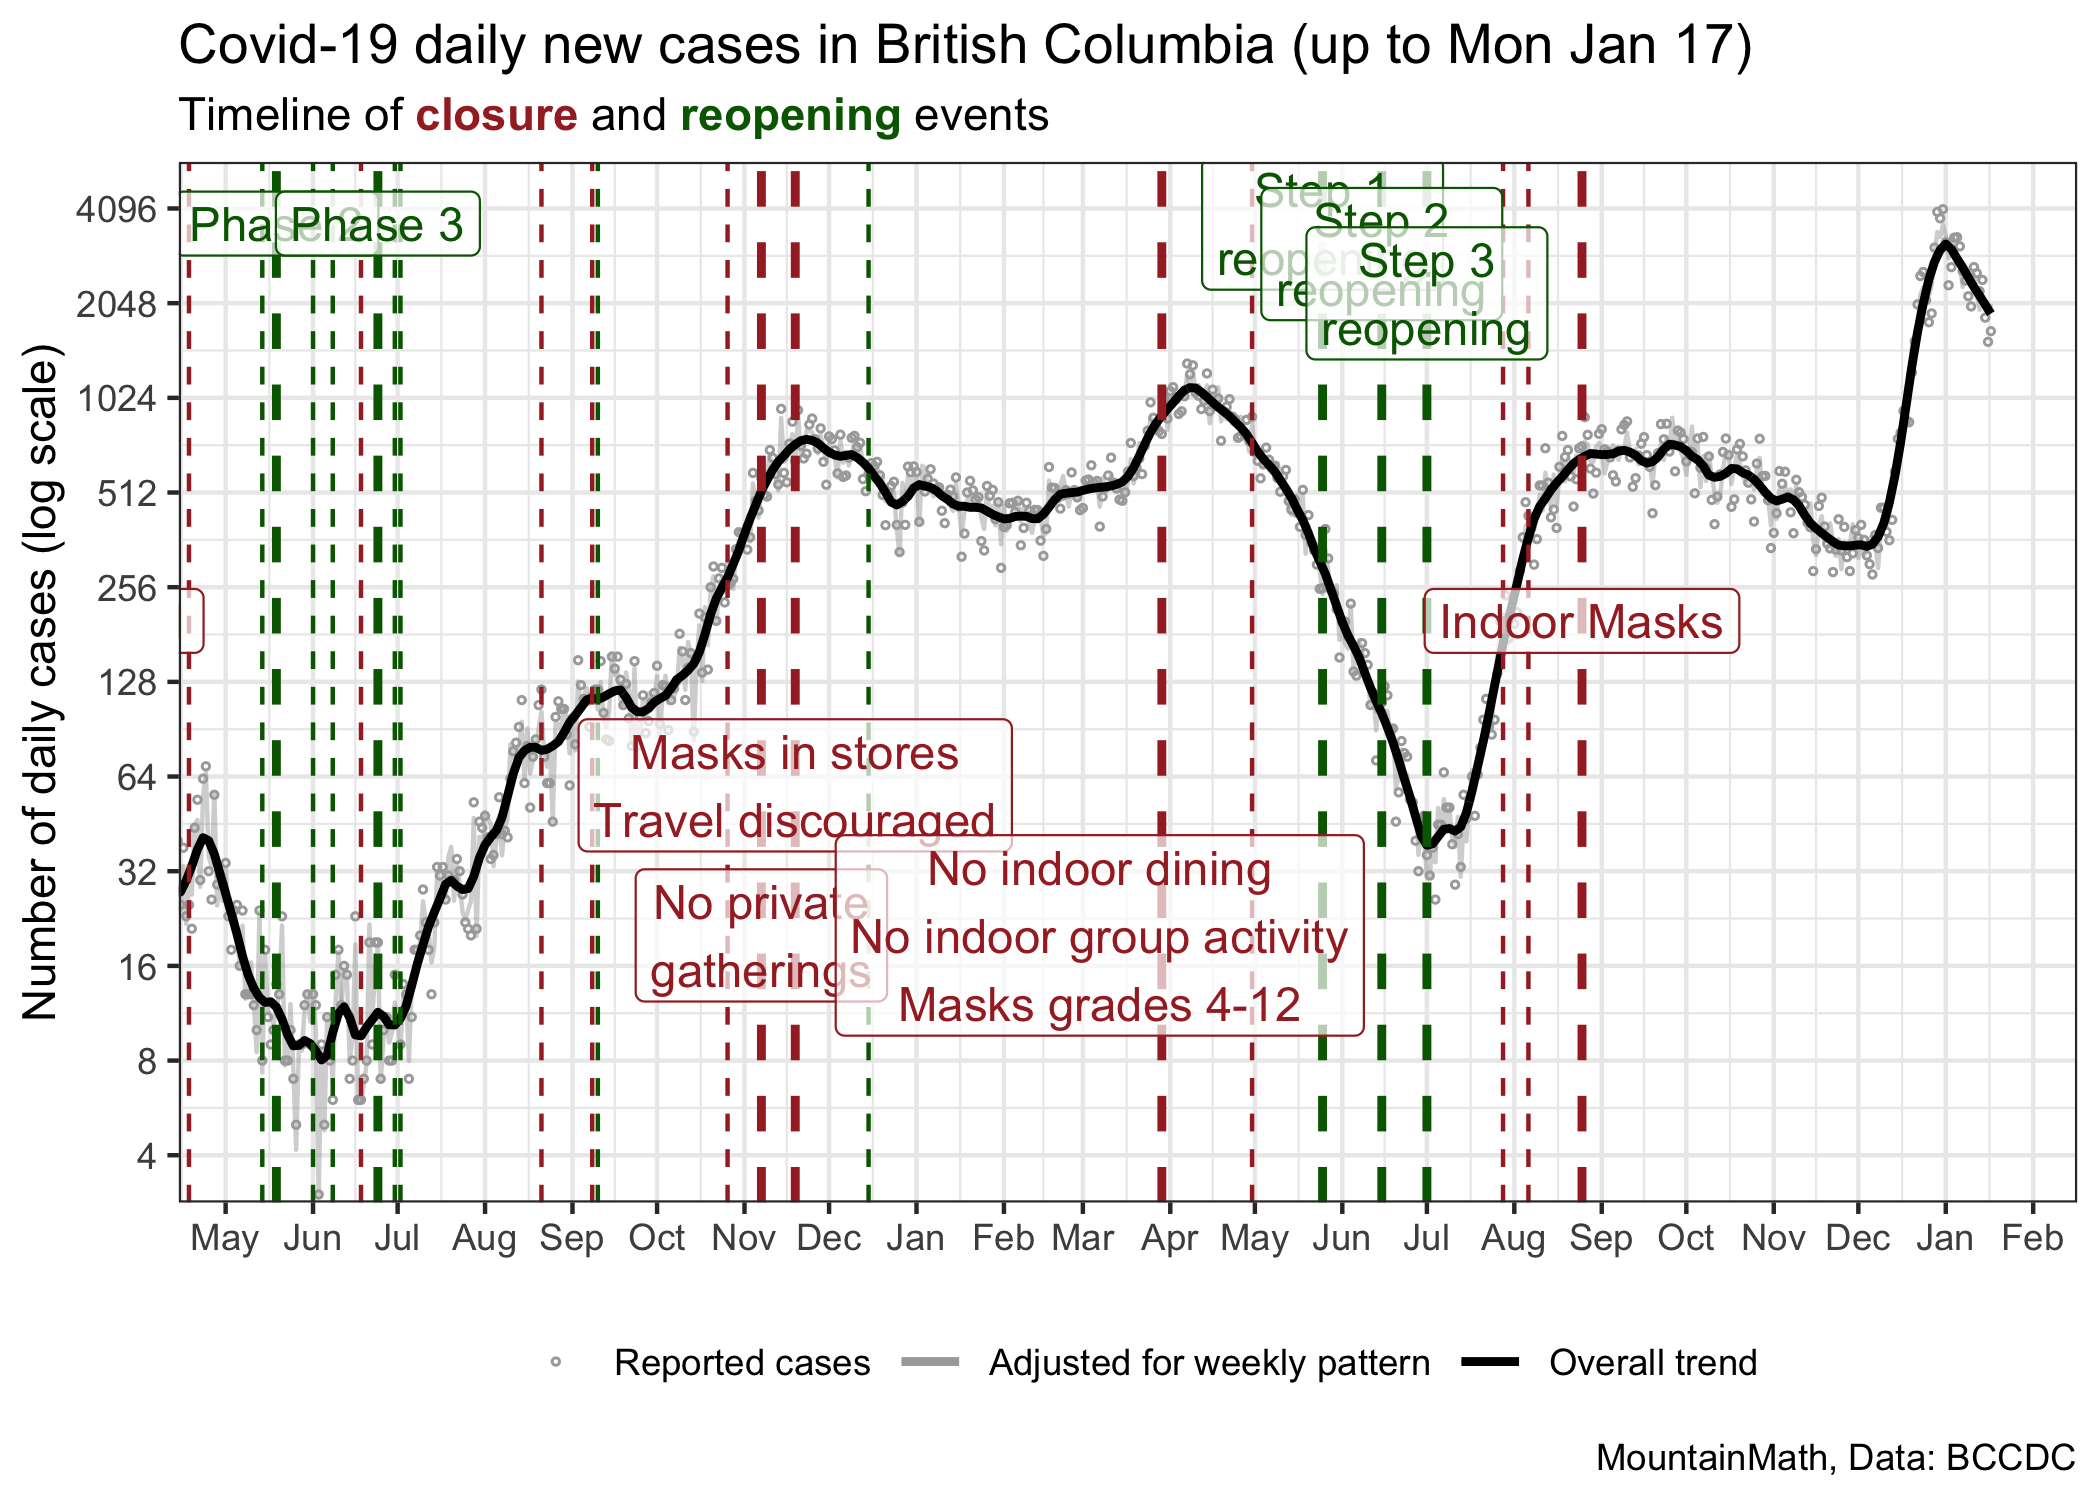 Covid-19 daily new cases in British Columbia (up to Mon Jan 17)
Timeline of closure and reopening events
Number of daily cases (log scale)
4096
2048
1024
512
256
128
64
32
16
8
4
Phase 2
Phase 3
Step 1
reopening
Step 2
reopening
Step 3
reopening
Indoor Masks
Masks in stores
Travel discouraged
No private
gatherings
No indoor dining
No indoor group activity
Masks grades 4-12
May Jun Jul Aug Sep Oct Nov Dec Jan Feb Mar Apr May Jun Jul Aug Sep Oct Nov Dec Jan Feb
Reported cases Adjusted for weekly pattern Overall trend
MountainMath, Data: BCCDC